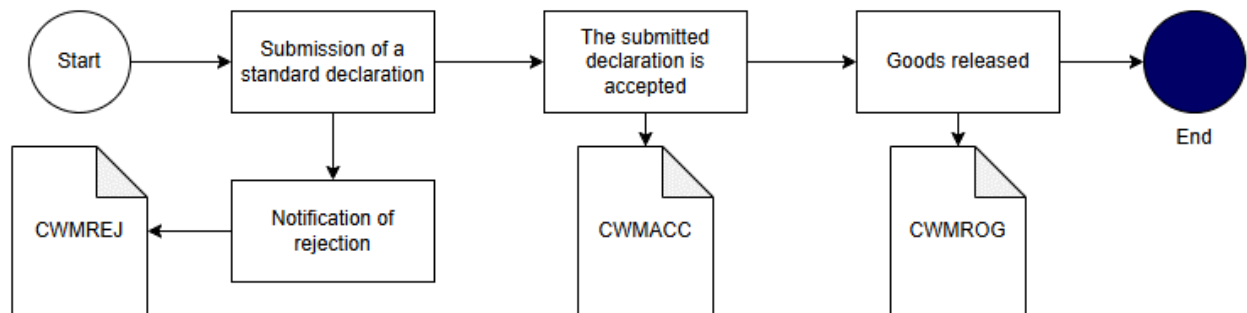 Start
Submission of a
standard declaration
The submitted
declaration is
accepted
Goods released
End
CWMREJ
Notification of
rejection
CWMACC
CWMROG